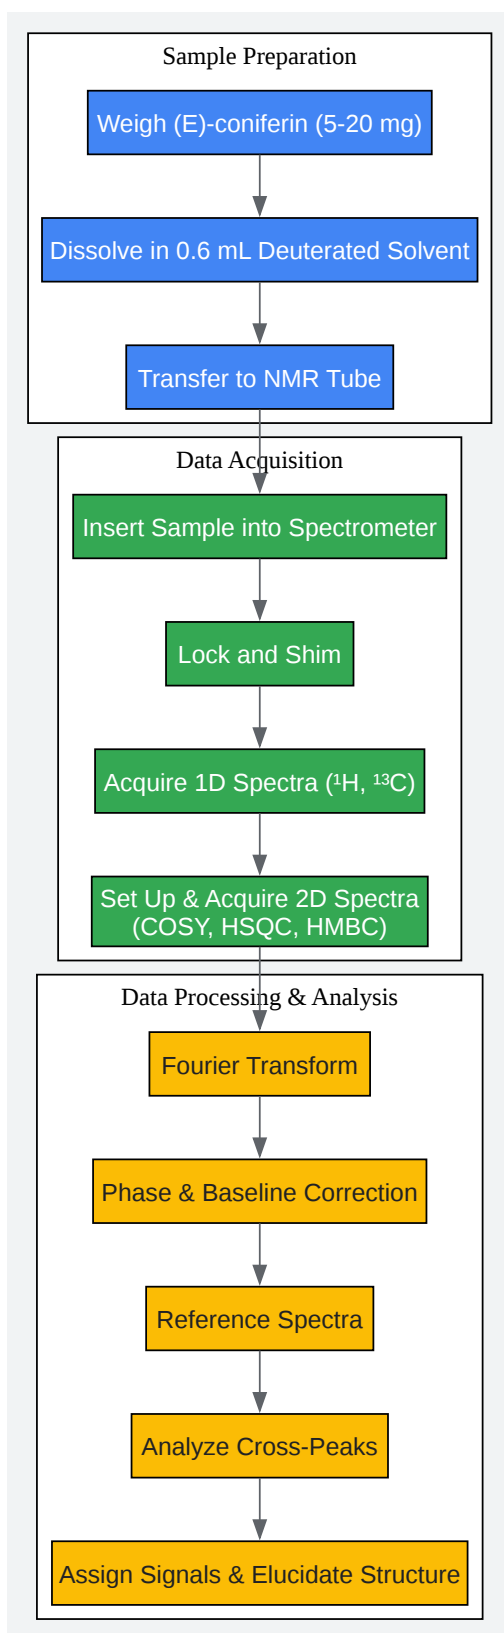 Sample Preparation
Weigh (E)-coniferin (5-20 mg)
Dissolve in 0.6 mL Deuterated Solvent
Transfer to NMR Tube
Data Acquisition
Insert Sample into Spectrometer
Lock and Shim
Acquire 1D Spectra (¹H, ¹³C)
Set Up & Acquire 2D Spectra
(COSY, HSQC, HMBC)
Data Processing & Analysis
Fourier Transform
Phase & Baseline Correction
Reference Spectra
Analyze Cross-Peaks
Assign Signals & Elucidate Structure